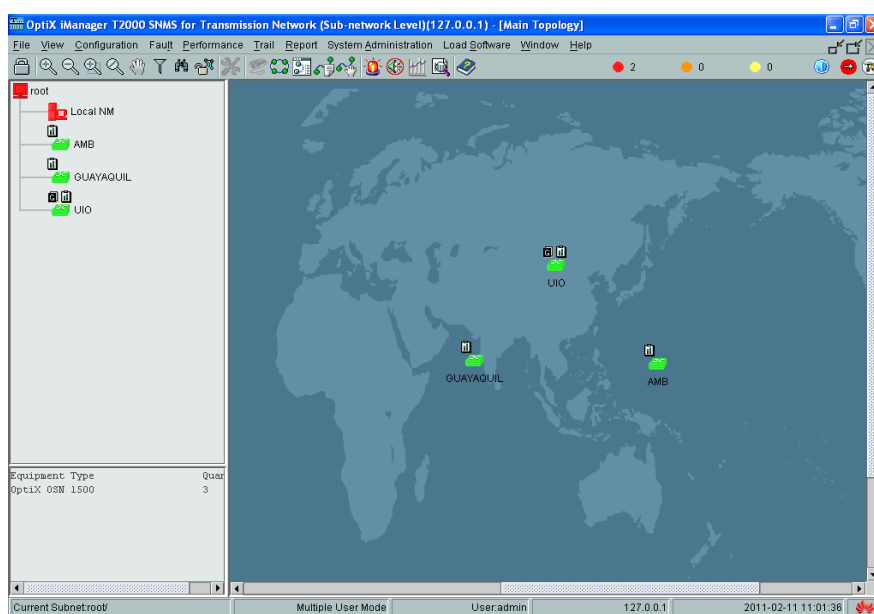 OptiX iManager T2000 SNMS for Transmission Network (Sub-network Level)(127.0.0.1) - [Main Topology]
File View Configuration Fault Performance Trail Report System Administration Load Software Window Help
2 0 0
root
Local NM
AMB
GUAYAQUIL
UIO
UIO
GUAYAQUIL
AMB
Equipment Type Quan
OptiX OSN 1500 3
Current Subnet:root/ Multiple User Mode User:admin 127.0.0.1 2011-02-11 11:01:36